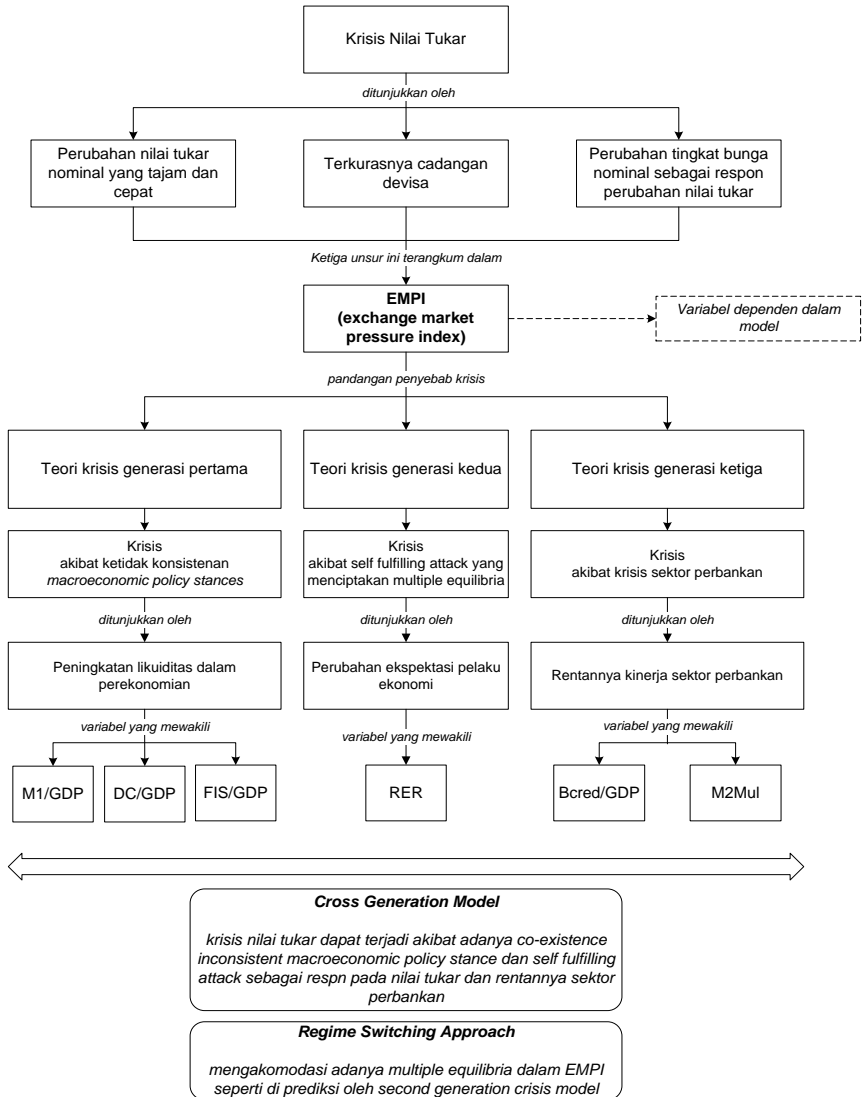 Krisis Nilai Tukar
ditunjukkan oleh
Perubahan nilai tukar
nominal yang tajam dan
cepat
Terkurasnya cadangan
devisa
Perubahan tingkat bunga
nominal sebagai respon
perubahan nilai tukar
Ketiga unsur ini terangkum dalam
EMPI
(exchange market
pressure index)
Variabel dependen dalam
model
pandangan penyebab krisis
Teori krisis generasi pertama
Teori krisis generasi kedua
Teori krisis generasi ketiga
Krisis
akibat ketidak konsistenan
macroeconomic policy stances
Krisis
akibat self fulfilling attack yang
menciptakan multiple equilibria
Krisis
akibat krisis sektor perbankan
ditunjukkan oleh
ditunjukkan oleh
ditunjukkan oleh
Peningkatan likuiditas dalam
perekonomian
Perubahan ekspektasi pelaku
ekonomi
Rentannya kinerja sektor perbankan
variabel yang mewakili
variabel yang mewakili
variabel yang mewakili
M1/GDP
DC/GDP
FIS/GDP
RER
Bcred/GDP
M2Mul
Cross Generation Model
krisis nilai tukar dapat terjadi akibat adanya co-existence
inconsistent macroeconomic policy stance dan self fulfilling
attack sebagai respn pada nilai tukar dan rentannya sektor
perbankan
Regime Switching Approach
mengakomodasi adanya multiple equilibria dalam EMPI
seperti di prediksi oleh second generation crisis model